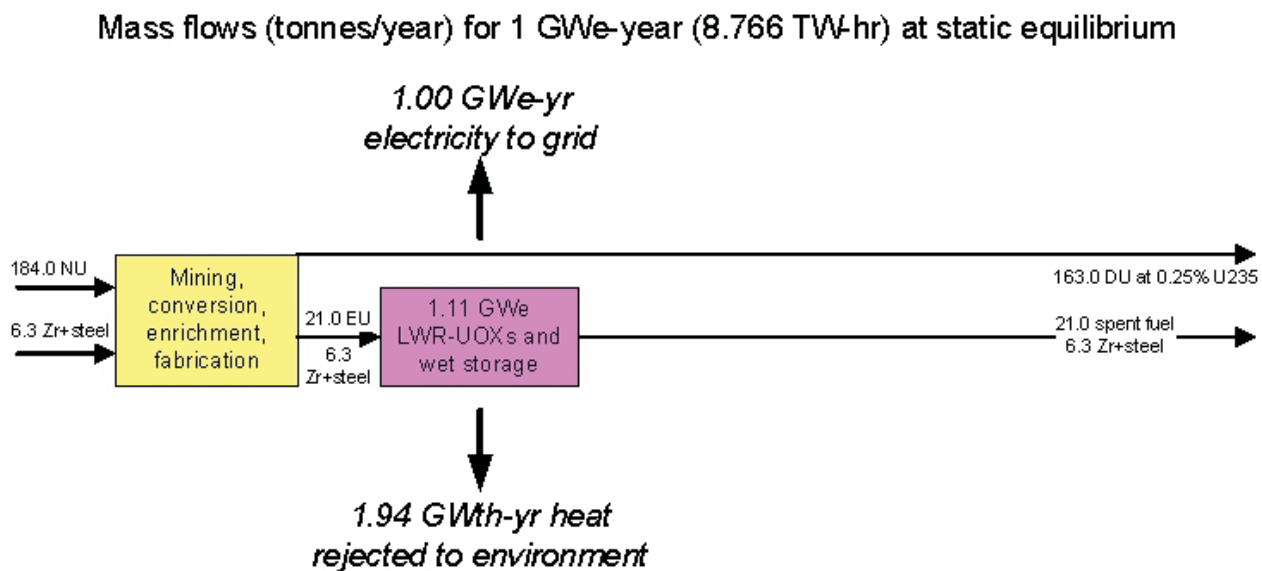 Mass flows (tonnes/year) for 1 GWe-year (8.766 TW-hr) at static equilibrium
1.00 GWe-yr
electricity to grid
184.0 NU
6.3 Zr+steel
Mining,
conversion,
enrichment,
fabrication
21.0 EU
6.3
Zr+steel
1.11 GWe
LWR-UOXs and
wet storage
163.0 DU at 0.25% U235
21.0 spent fuel
6.3 Zr+steel
1.94 GWth-yr heat
rejected to environment